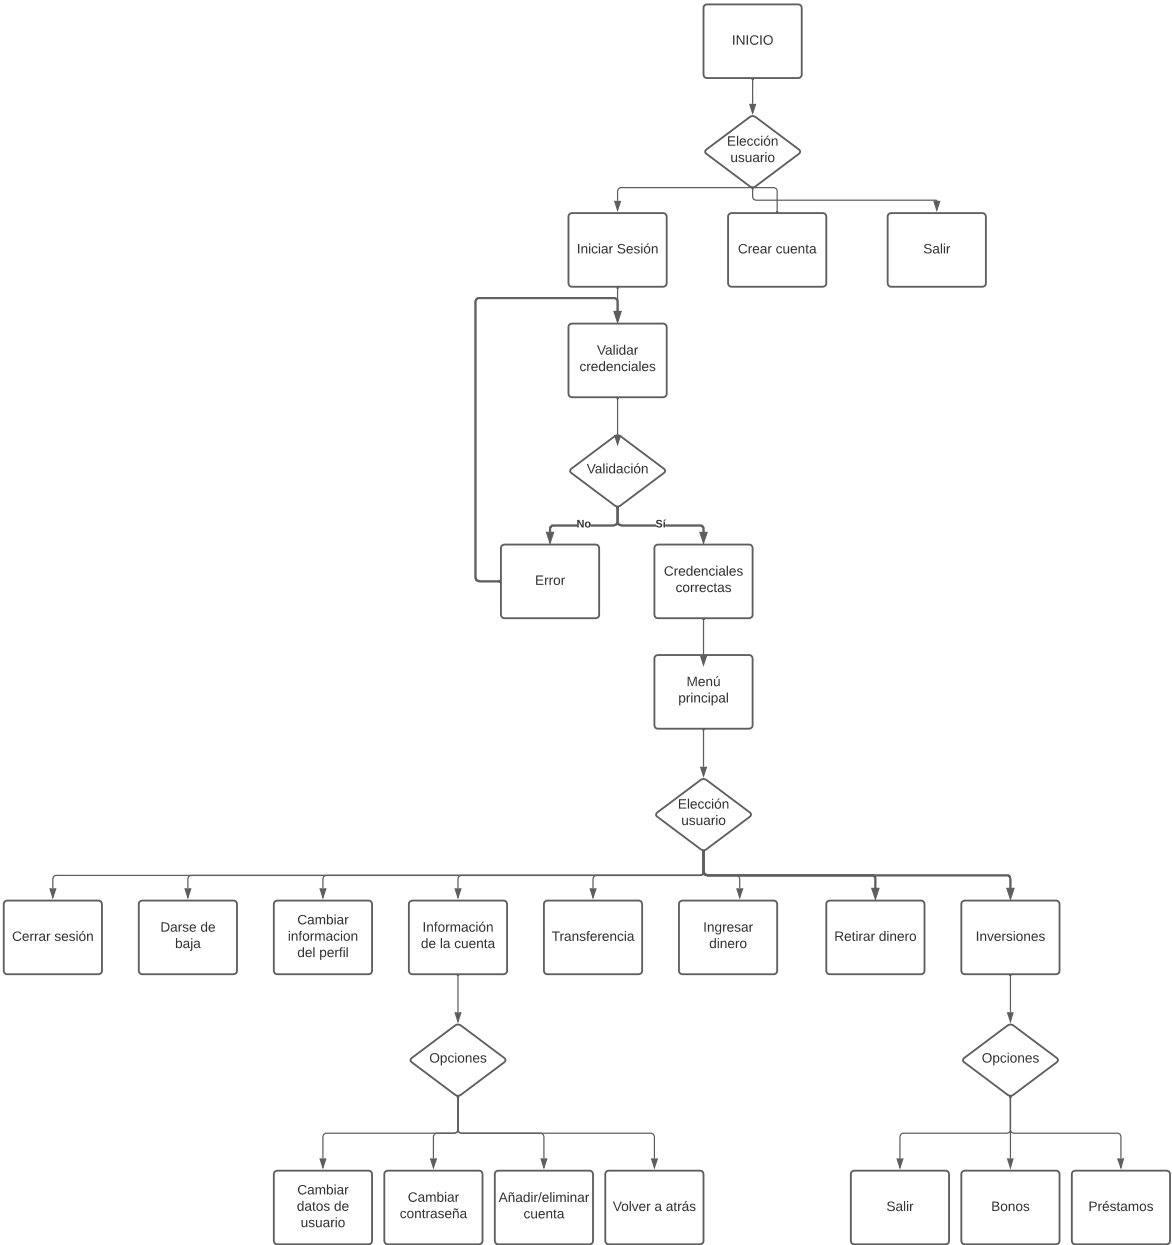 INICIO
Elección
usuario
Iniciar Sesión
Crear cuenta
Salir
Validar
credenciales
Validación
No
Sí
Error
Credenciales
correctas
Menú
principal
Elección
usuario
Cerrar sesión
Darse de
baja
Cambiar
informacion
del perfil
Información
de la cuenta
Transferencia
Ingresar
dinero
Retirar dinero
Inversiones
Opciones
Opciones
Cambiar
datos de
usuario
Cambiar
contraseña
Añadir/eliminar
cuenta
Volver a atrás
Salir
Bonos
Préstamos